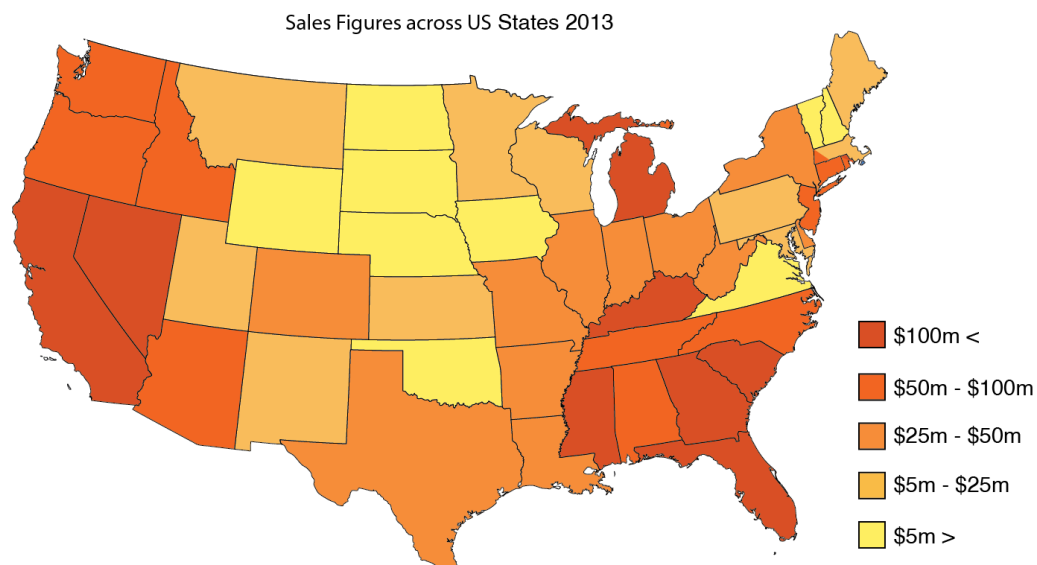 Sales Figures across US States 2013
$100m <
$50m - $100m
$25m - $50m
$5m - $25m
$5m >